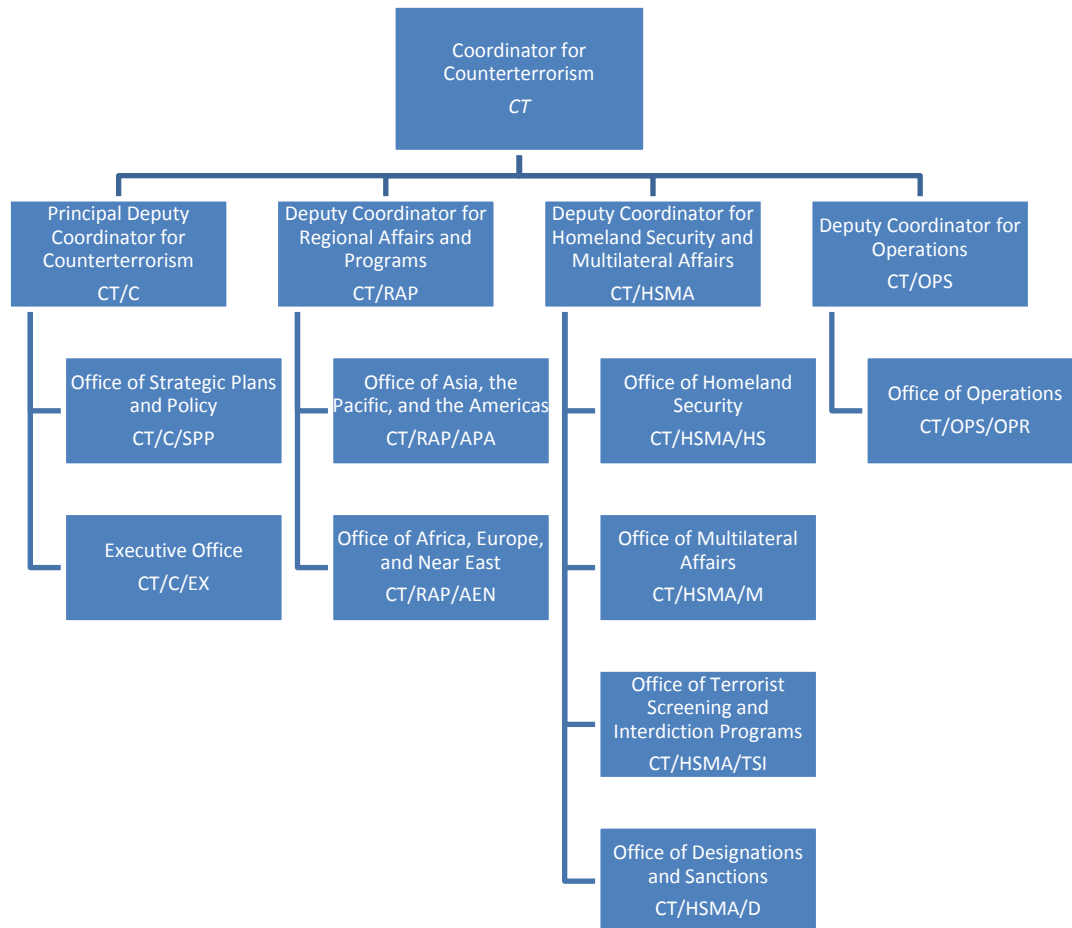 Coordinator for
Counterterrorism
CT
Principal Deputy
Coordinator for
Counterterrorism
CT/C
Deputy Coordinator for
Regional Affairs and
Programs
CT/RAP
Deputy Coordinator for
Homeland Security and
Multilateral Affairs
CT/HSMA
Deputy Coordinator for
Operations
CT/OPS
Office of Strategic Plans
and Policy
CT/C/SPP
Office of Asia, the
Pacific, and the Americas
CT/RAP/APA
Office of Homeland
Security
CT/HSMA/HS
Office of Operations
CT/OPS/OPR
Executive Office
CT/C/EX
Office of Africa, Europe,
and Near East
CT/RAP/AEN
Office of Multilateral
Affairs
CT/HSMA/M
Office of Terrorist
Screening and
Interdiction Programs
CT/HSMA/TSI
Office of Designations
and Sanctions
CT/HSMA/D